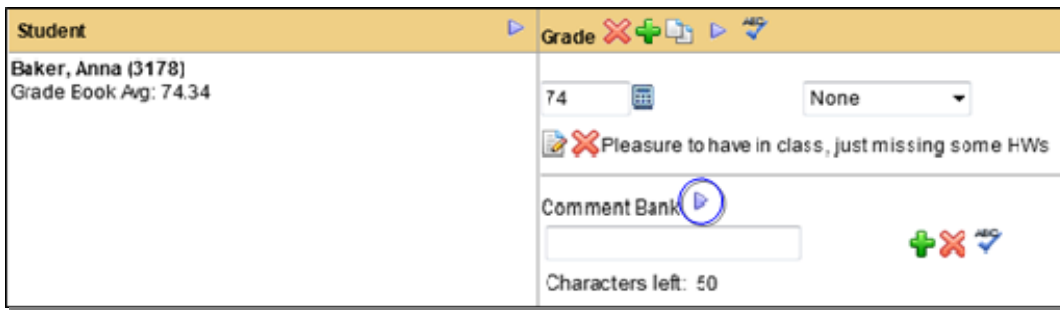 Student
Grade
Baker, Anna (3178)
Grade Book Avg: 74.34
74
None
Pleasure to have in class, just missing some HWs
Comment Bank
Characters left: 50